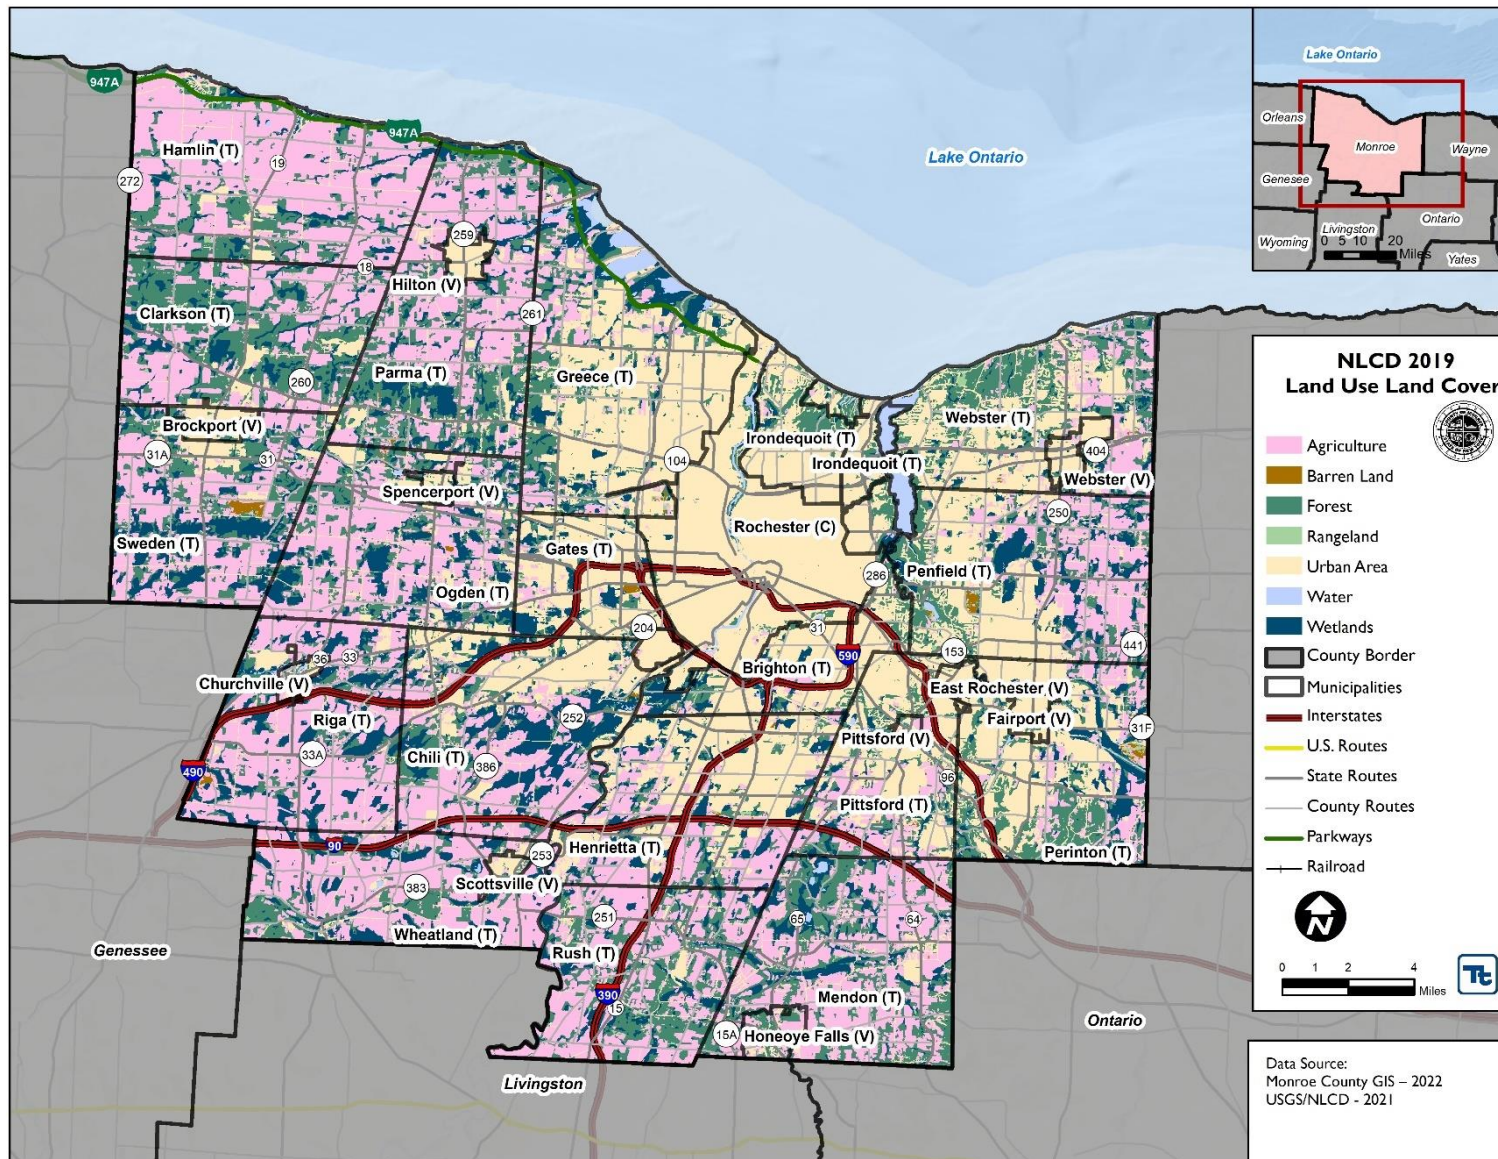 947A
947A
Lake Ontario
Hamlin (T)
19
272
259
18
Hilton (V)
261
Clarkson (T)
260
Parma (T)
Greece (T)
Brockport (V)
31A
31
Spencerport (V)
104
Irondequoit (T)
Irondequoit (T)
Webster (T)
404
Webster (V)
250
Rochester (C)
Sweden (T)
Gates (T)
Ogden (T)
286
Penfield (T)
204
31
590
153
441
Brighton (T)
36
33
Churchville (V)
East Rochester (V)
Fairport (V)
Riga (T)
252
31F
33A
Chili (T)
386
Pittsford (V)
490
96
Pittsford (T)
90
253
Henrietta (T)
Perinton (T)
Scottsville (V)
383
251
65
64
Wheatland (T)
Genessee
Rush (T)
390
15
Mendon (T)
15A
Honeoye Falls (V)
Ontario
Livingston
Lake Ontario
Orleans
Monroe
Wayne
Genesee
Ontario
Livingston
Wyoming
0 5 10 20
Miles
Yates
NLCD 2019
Land Use Land Cover
Agriculture
Barren Land
Forest
Rangeland
Urban Area
Water
Wetlands
County Border
Municipalities
Interstates
U.S. Routes
State Routes
County Routes
Parkways
Railroad
N
0 1 2 4
Miles
Tt
Data Source:
Monroe County GIS – 2022
USGS/NLCD - 2021